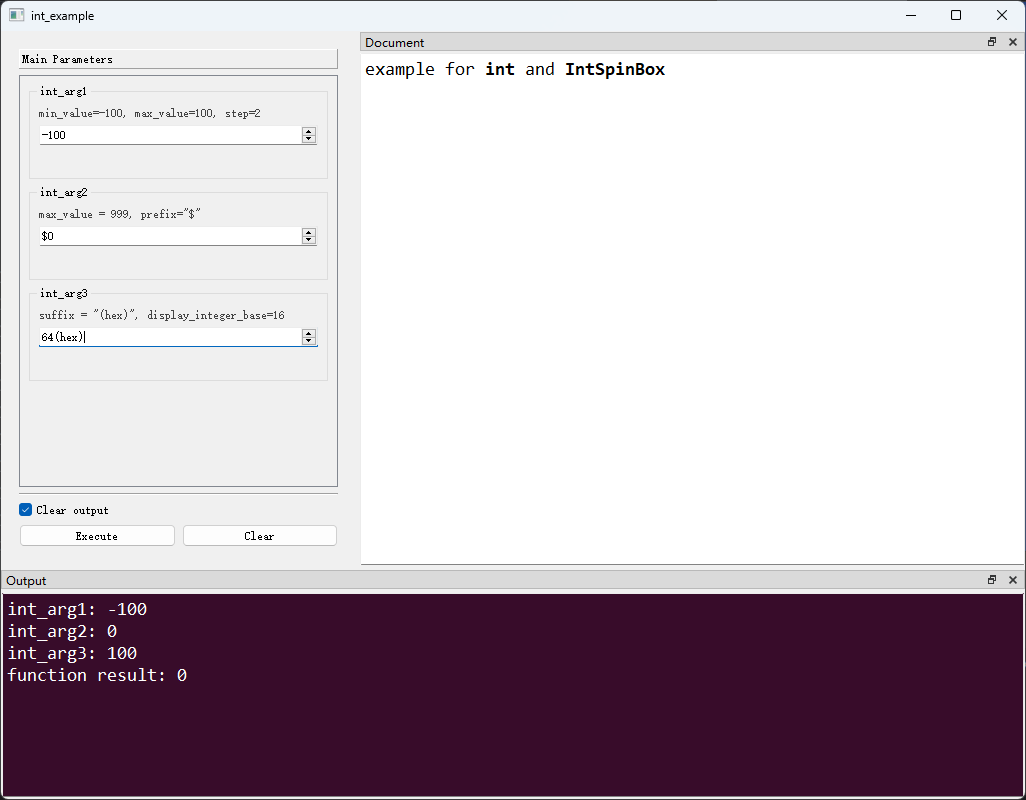 int_example
Main Parameters
int_arg1
min_value=-100, max_value=100, step=2
-100
int_arg2
max_value = 999, prefix="$"
$0
int_arg3
suffix = "(hex)", display_integer_base=16
64(hex)
Clear output
Execute
Clear
Document
example for int and IntSpinBox
Output
int_arg1: -100
int_arg2: 0
int_arg3: 100
function result: 0